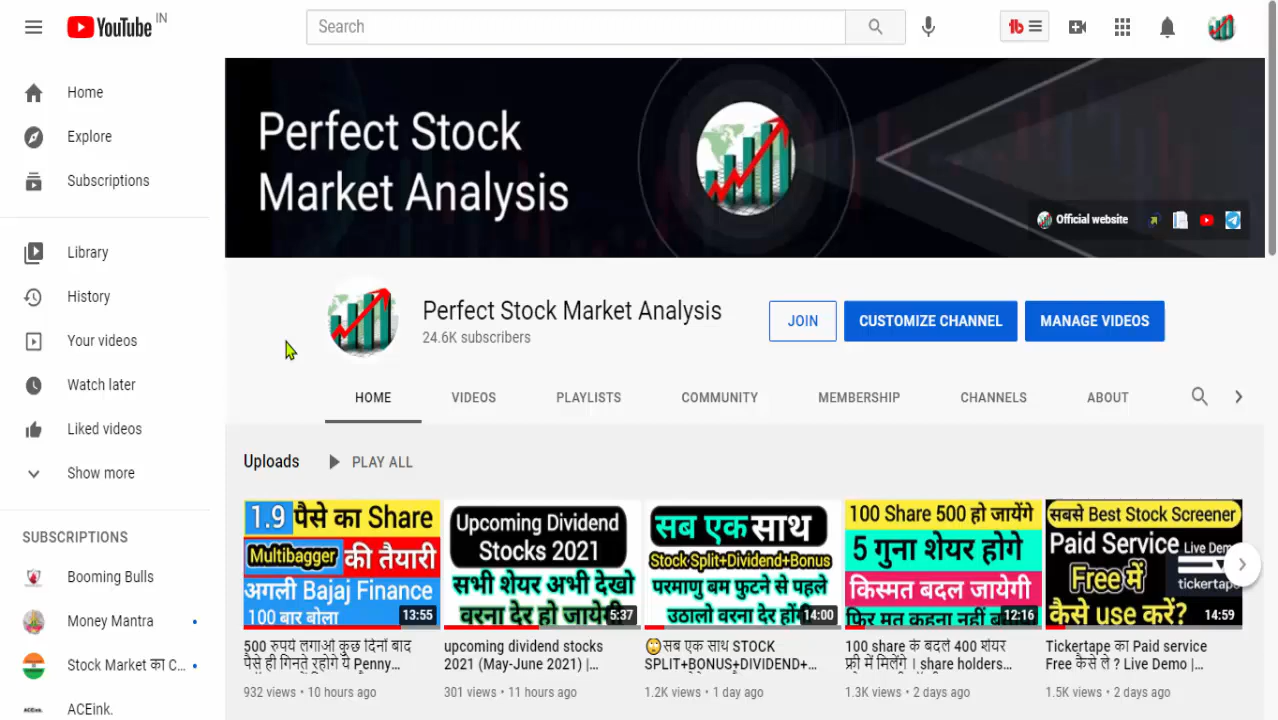 YouTube IN
Search
Home
Explore
Subscriptions
Library
History
Your videos
Watch later
Liked videos
Show more
SUBSCRIPTIONS
Booming Bulls
Money Mantra
Stock Market का C...
ACEink.
Perfect Stock
Market Analysis
Official website
Perfect Stock Market Analysis
24.6K subscribers
JOIN
CUSTOMIZE CHANNEL
MANAGE VIDEOS
HOME
VIDEOS
PLAYLISTS
COMMUNITY
MEMBERSHIP
CHANNELS
ABOUT
Uploads
PLAY ALL
1.9 पैसे का Share
Multibagger की तैयारी
अगली Bajaj Finance
100 बार बोला
13:55
500 रुपये लगाओ कुछ दिनों बाद
पैसे ही गिनते रहोगे ये Penny...
932 views • 10 hours ago
Upcoming Dividend
Stocks 2021
सभी शेयर अभी देखो
वरना देर हो जायेगी
5:37
upcoming dividend stocks
2021 (May-June 2021) |...
301 views • 11 hours ago
सब एक साथ
Stock Split+Dividend+Bonus
परमाणु बम फुटने से पहले
उठालो वरना देर हो
14:00
सब एक साथ STOCK
SPLIT+BONUS+DIVIDEND+...
1.2K views • 1 day ago
100 Share 500 हो जायेंगे
5 गुना शेयर होगे
किस्मत बदल जायेगी
फिर मत कहना नहीं
12:16
100 share के बदले 400 शेयर
फ्री में मिलेंगे । share holders...
1.3K views • 2 days ago
सबसे Best Stock Screener
Paid Service Live Demo
Free में
tickertape
कैसे use करें?
14:59
Tickertape का Paid service
Free कैसे ले ? Live Demo |...
1.5K views • 2 days ago